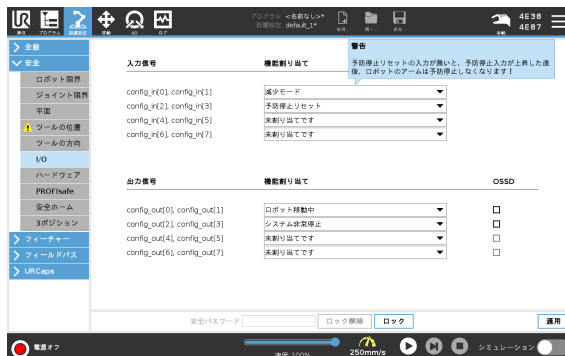 プログラム <名前なし>*
設置設定 default_1*
4E38
4E87
プログラム
設置設定
移動
I/O
ログ
手動
全般
安全
ロボット限界
ジョイント限界
平面
ツールの位置
ツールの方向
I/O
ハードウェア
PROFIsafe
安全ホーム
3ポジション
フィーチャー
フィールドバス
URCaps
警告
予防停止リセットの入力が無いと、予防停止入力が上昇した直
後、ロボットのアームは予防停止しなくなります！
入力信号 機能割り当て
config_in[0], config_in[1] 減少モード
config_in[2], config_in[3] 予防停止リセット
config_in[4], config_in[5] 未割り当てです
config_in[6], config_in[7] 未割り当てです
出力信号 機能割り当て OSSD
config_out[0], config_out[1] ロボット移動中
config_out[2], config_out[3] システム非常停止
config_out[4], config_out[5] 未割り当てです
config_out[6], config_out[7] 未割り当てです
安全パスワード ロック解除 ロック 適用
電源オフ
速度 100%
250mm/s
シミュレーション